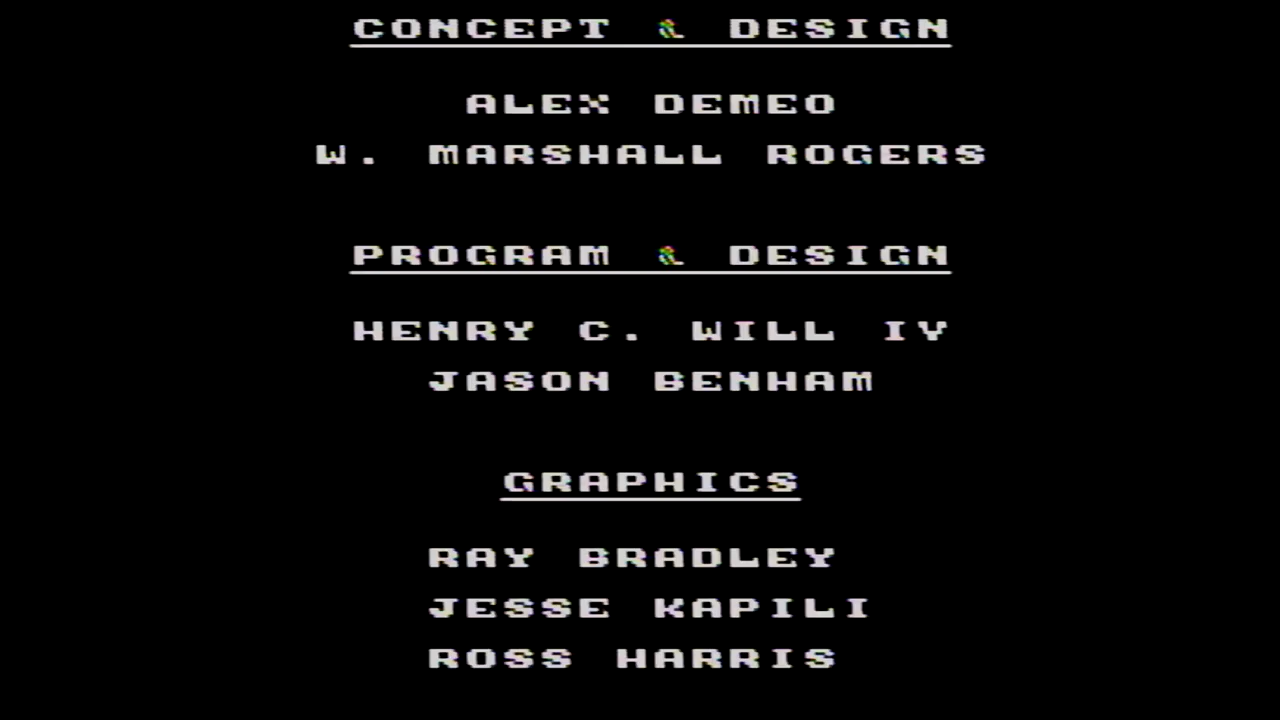 CONCEPT & DESIGN
ALEX DEMEO
W. MARSHALL ROGERS
PROGRAM & DESIGN
HENRY C. WILL IV
JASON BENHAM
GRAPHICS
RAY BRADLEY
JESSE KAPILI
ROSS HARRIS